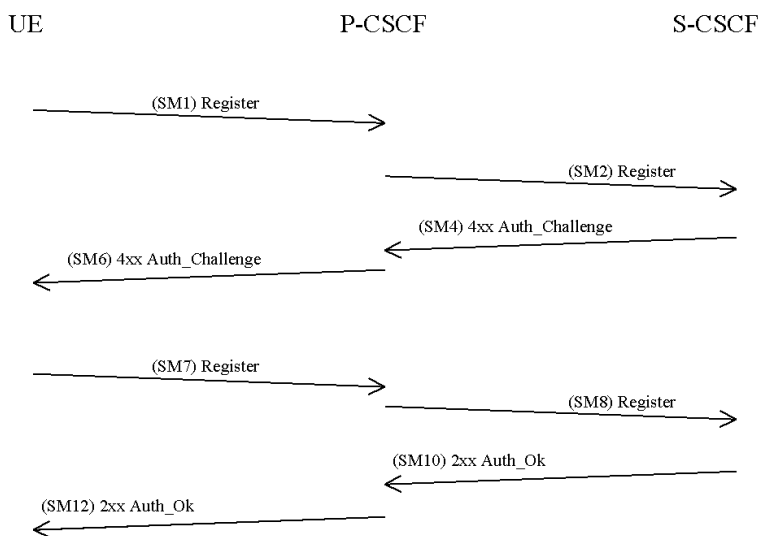 UE P-CSCF S-CSCF
(SM1) Register
(SM2) Register
(SM4) 4xx Auth_Challenge
(SM6) 4xx Auth_Challenge
(SM7) Register
(SM8) Register
(SM10) 2xx Auth_Ok
(SM12) 2xx Auth_Ok